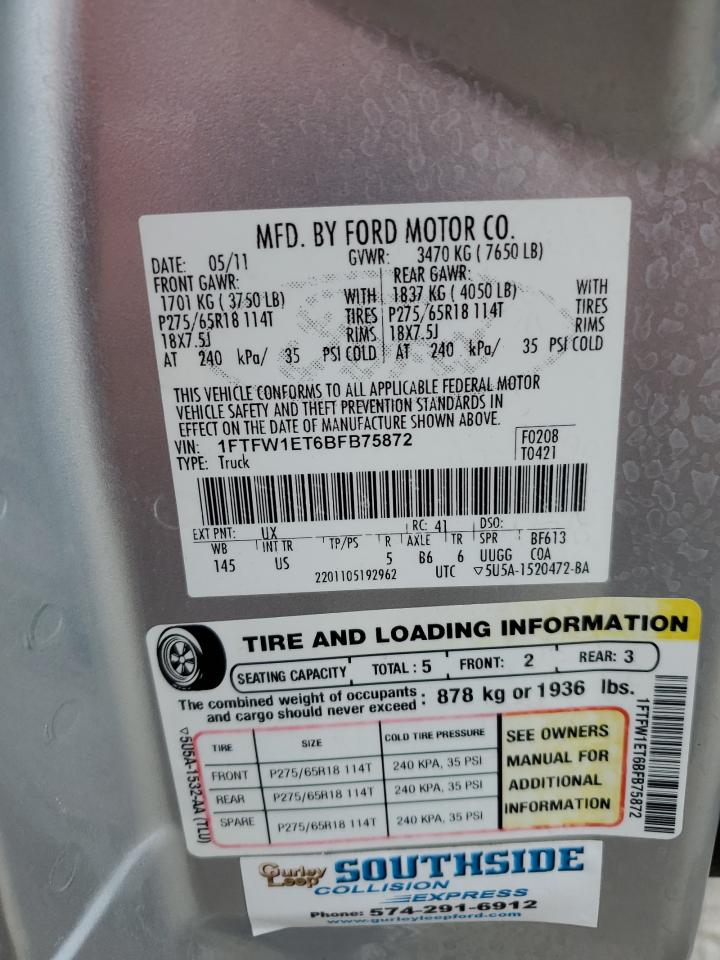 MFD. BY FORD MOTOR CO.
DATE: 05/11 GVWR: 3470 KG ( 7650 LB)
FRONT GAWR: REAR GAWR:
1701 KG ( 3750 LB) WITH 1837 KG ( 4050 LB) WITH
P275/65R18 114T TIRES P275/65R18 114T TIRES
18X7.5J RIMS 18X7.5J RIMS
AT 240 kPa/ 35 PSI COLD AT 240 kPa/ 35 PSI COLD
THIS VEHICLE CONFORMS TO ALL APPLICABLE FEDERAL MOTOR
VEHICLE SAFETY AND THEFT PREVENTION STANDARDS IN
EFFECT ON THE DATE OF MANUFACTURE SHOWN ABOVE.
VIN: 1FTFW1ET6BFB75872 F0208
TYPE: Truck T0421
EXT PNT: UX RC: 41 DSO:
WB INT TR TP/PS R AXLE TR SPR BF613
145 US 5 B6 6 UUGG COA
2201105192962 UTC ▽5U5A-1520472-BA
TIRE AND LOADING INFORMATION
SEATING CAPACITY TOTAL : 5 FRONT: 2 REAR: 3
The combined weight of occupants
and cargo should never exceed : 878 kg or 1936 lbs.
TIRE SIZE COLD TIRE PRESSURE
FRONT P275/65R18 114T 240 KPA, 35 PSI
REAR P275/65R18 114T 240 KPA, 35 PSI
SPARE P275/65R18 114T 240 KPA, 35 PSI
SEE OWNERS
MANUAL FOR
ADDITIONAL
INFORMATION
▽5U5A-1532-AA (TLU)
1FTFW1ET6BFB75872
Gurley Leep SOUTHSIDE
COLLISION
EXPRESS
Phone: 574-291-6912
www.gurleyleepford.com